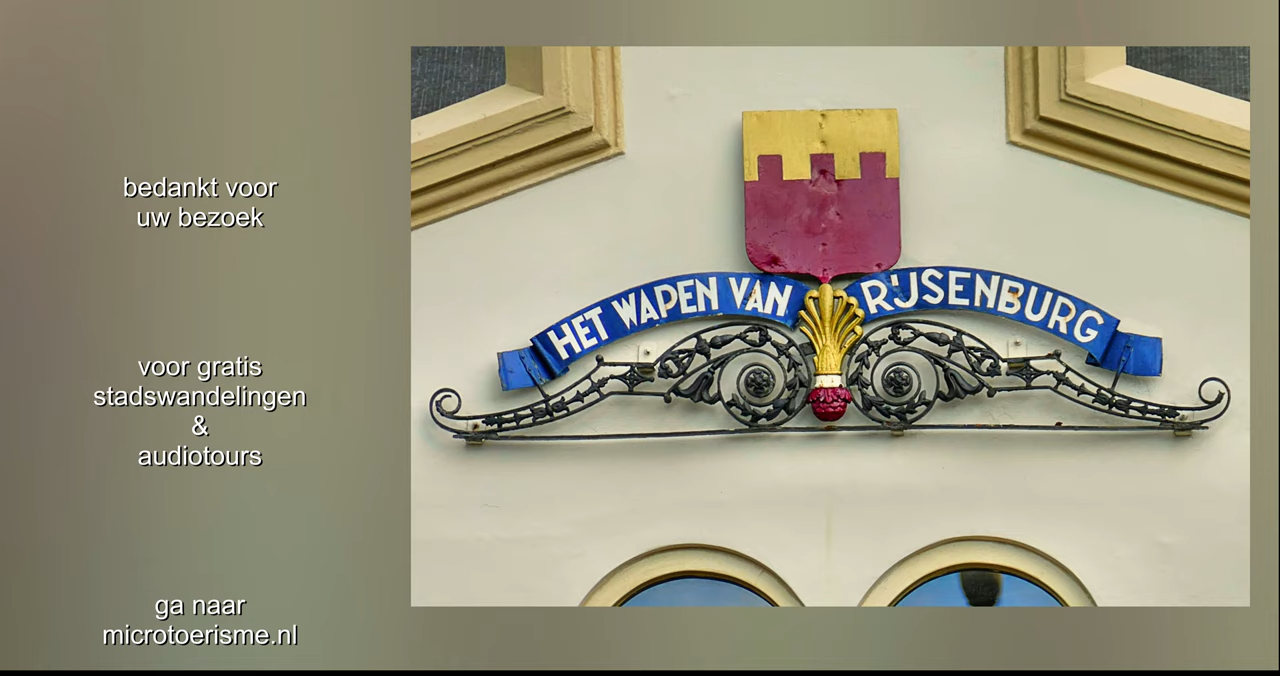 bedankt voor
uw bezoek
voor gratis
stadswandelingen
&
audiotours
ga naar
microtoerisme.nl
HET WAPEN VAN RIJSENBURG